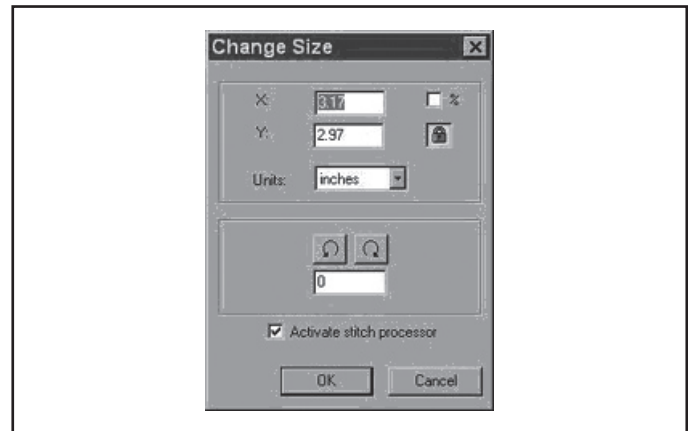 Change Size
X: 3.17 %
Y: 2.97
Units: inches
0
Activate stitch processor
OK Cancel